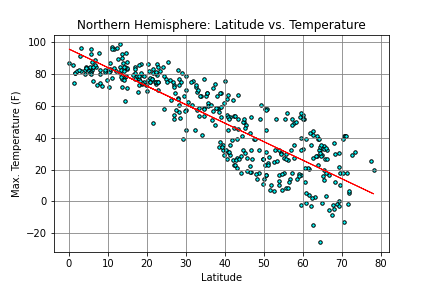 Northern Hemisphere: Latitude vs. Temperature
100
80
60
40
20
0
−20
Max. Temperature (F)
0 10 20 30 40 50 60 70 80
Latitude